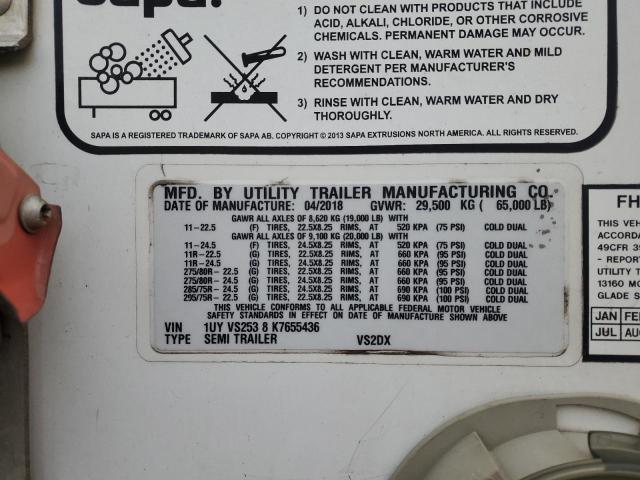 sapa:
1) DO NOT CLEAN WITH PRODUCTS THAT INCLUDE
ACID, ALKALI, CHLORIDE, OR OTHER CORROSIVE
CHEMICALS. PERMANENT DAMAGE MAY OCCUR.
2) WASH WITH CLEAN, WARM WATER AND MILD
DETERGENT PER MANUFACTURER'S
RECOMMENDATIONS.
3) RINSE WITH CLEAN, WARM WATER AND DRY
THOROUGHLY.
SAPA IS A REGISTERED TRADEMARK OF SAPA AB. COPYRIGHT © 2013 SAPA EXTRUSIONS NORTH AMERICA. ALL RIGHTS RESERVED.
MFD. BY UTILITY TRAILER MANUFACTURING CO.
DATE OF MANUFACTURE: 04/2018 GVWR: 29,500 KG ( 65,000 LB)
GAWR ALL AXLES OF 8,620 KG (19,000 LB) WITH
11-22.5 (F) TIRES, 22.5X8.25 RIMS, AT 520 KPA (75 PSI) COLD DUAL
GAWR ALL AXLES OF 9,100 KG (20,000 LB) WITH
11-24.5 (F) TIRES, 24.5X8.25 RIMS, AT 520 KPA (75 PSI) COLD DUAL
11R-22.5 (G) TIRES, 22.5X8.25 RIMS, AT 660 KPA (95 PSI) COLD DUAL
11R-24.5 (G) TIRES, 24.5X8.25 RIMS, AT 660 KPA (95 PSI) COLD DUAL
275/80R-22.5 (G) TIRES, 22.5X8.25 RIMS, AT 660 KPA (95 PSI) COLD DUAL
275/80R-24.5 (G) TIRES, 24.5X8.25 RIMS, AT 660 KPA (95 PSI) COLD DUAL
285/75R-24.5 (G) TIRES, 24.5X8.25 RIMS, AT 690 KPA (100 PSI) COLD DUAL
295/75R-22.5 (G) TIRES, 22.5X8.25 RIMS, AT 690 KPA (100 PSI) COLD DUAL
THIS VEHICLE CONFORMS TO ALL APPLICABLE FEDERAL MOTOR VEHICLE
SAFETY STANDARDS IN EFFECT ON DATE OF MANUFACTURE SHOWN ABOVE
VIN 1UY VS253 8 K7655436
TYPE SEMI TRAILER VS2DX
FH
THIS VEH
ACCORDA
49CFR 39
- REPORT
UTILITY T
13160 MO
GLADE S
JAN FE
JUL AU